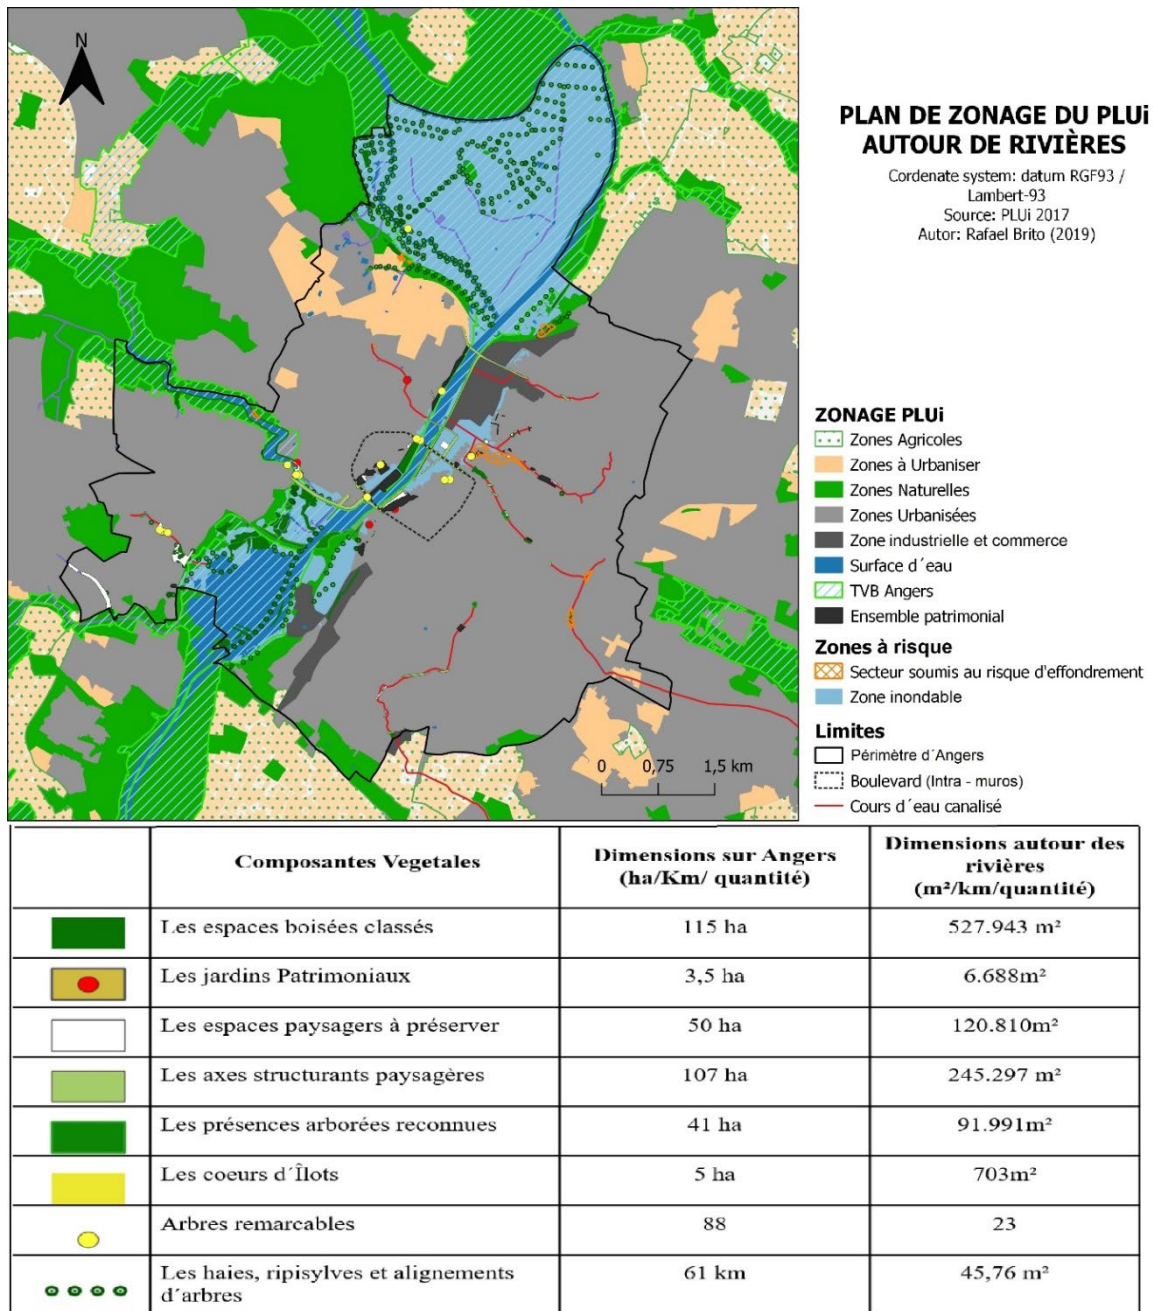 N
PLAN DE ZONAGE DU PLUi
AUTOUR DE RIVIÈRES
Cordenate system: datum RGF93 /
Lambert-93
Source: PLUi 2017
Autor: Rafael Brito (2019)
ZONAGE PLUi
Zones Agricoles
Zones à Urbaniser
Zones Naturelles
Zones Urbanisées
Zone industrielle et commerce
Surface d´eau
TVB Angers
Ensemble patrimonial
Zones à risque
Secteur soumis au risque d'effondrement
Zone inondable
Limites
Périmètre d´Angers
Boulevard (Intra - muros)
Cours d´eau canalisé
0 0,75 1,5 km
Composantes Vegetales
Dimensions sur Angers
(ha/Km/ quantité)
Dimensions autour des
rivières
(m²/km/quantité)
Les espaces boisées classés 115 ha 527.943 m²
Les jardins Patrimoniaux 3,5 ha 6.688m²
Les espaces paysagers à préserver 50 ha 120.810m²
Les axes structurants paysagères 107 ha 245.297 m²
Les présences arborées reconnues 41 ha 91.991m²
Les coeurs d´Îlots 5 ha 703m²
Arbres remarcables 88 23
Les haies, ripisylves et alignements
d'arbres
61 km 45,76 m²